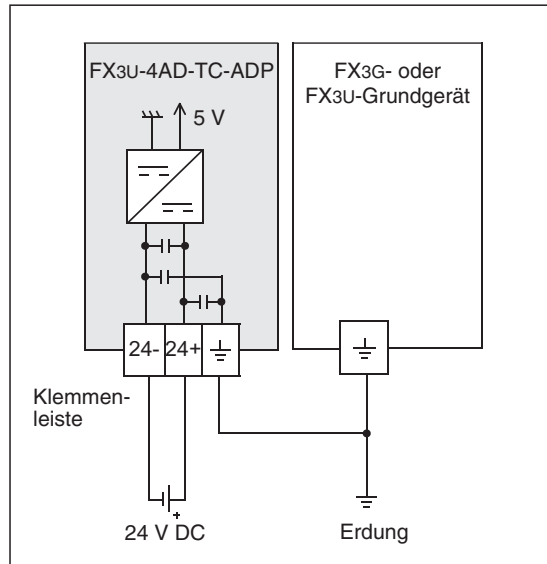 FX3U-4AD-TC-ADP
5 V
FX3G- oder
FX3U-Grundgerät
24-
24+
Klemmen-
leiste
24 V DC
+
Erdung